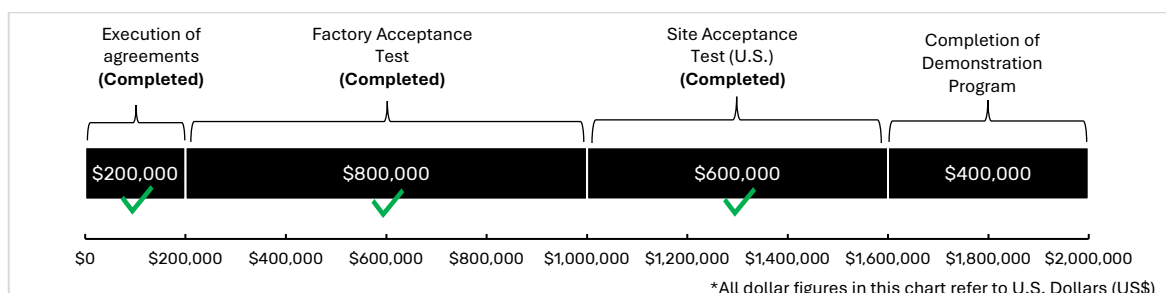 Execution of
agreements
(Completed)
Factory Acceptance
Test
(Completed)
Site Acceptance
Test (U.S.)
(Completed)
Completion of
Demonstration
Program
$200,000
$800,000
$600,000
$400,000
$0
$200,000
$400,000
$600,000
$800,000
$1,000,000
$1,200,000
$1,400,000
$1,600,000
$1,800,000
$2,000,000
*All dollar figures in this chart refer to U.S. Dollars (US$)